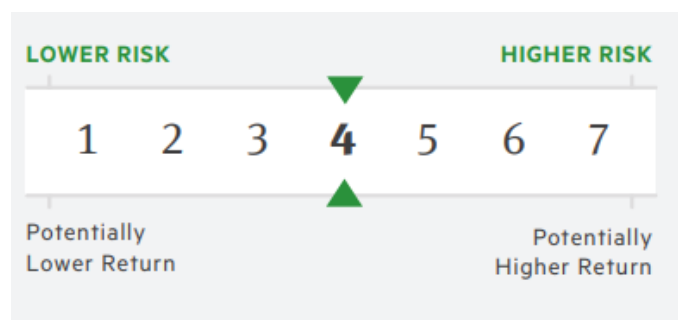 LOWER RISK HIGHER RISK
1 2 3 4 5 6 7
Potentially
Lower Return
Potentially
Higher Return